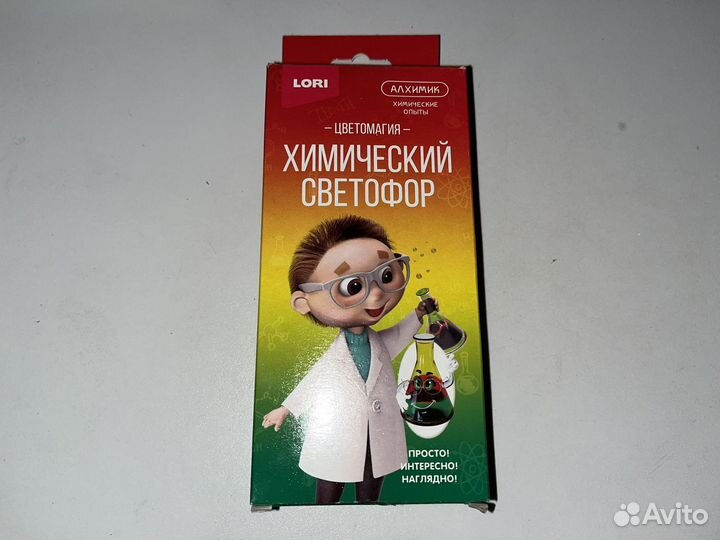 LORI
АЛХИМИК
ХИМИЧЕСКИЕ
ОПЫТЫ
– ЦВЕТОМАГИЯ –
ХИМИЧЕСКИЙ
СВЕТОФОР
ПРОСТО!
ИНТЕРЕСНО!
НАГЛЯДНО!
Avito